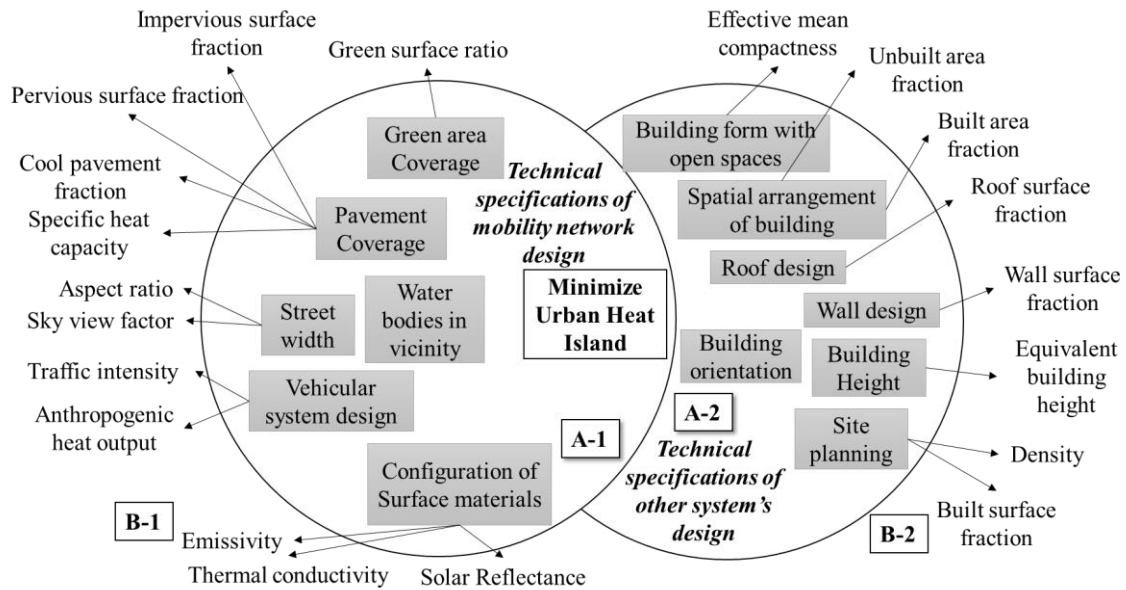 Impervious surface
fraction
Green surface ratio
Pervious surface fraction
Cool pavement
fraction
Specific heat
capacity
Aspect ratio
Sky view factor
Traffic intensity
Anthropogenic
heat output
B-1
Emissivity
Thermal conductivity
Solar Reflectance
Green area
Coverage
Pavement
Coverage
Street
width
Water
bodies in
vicinity
Vehicular
system design
Configuration of
Surface materials
Technical
specifications of
mobility network
design
Minimize
Urban Heat
Island
A-1
A-2
Technical
specifications of
other system's
design
Building form with
open spaces
Spatial arrangement
of building
Roof design
Wall design
Building
orientation
Building
Height
Site
planning
Effective mean
compactness
Unbuilt area
fraction
Built area
fraction
Roof surface
fraction
Wall surface
fraction
Equivalent
building
height
Density
Built surface
fraction
B-2